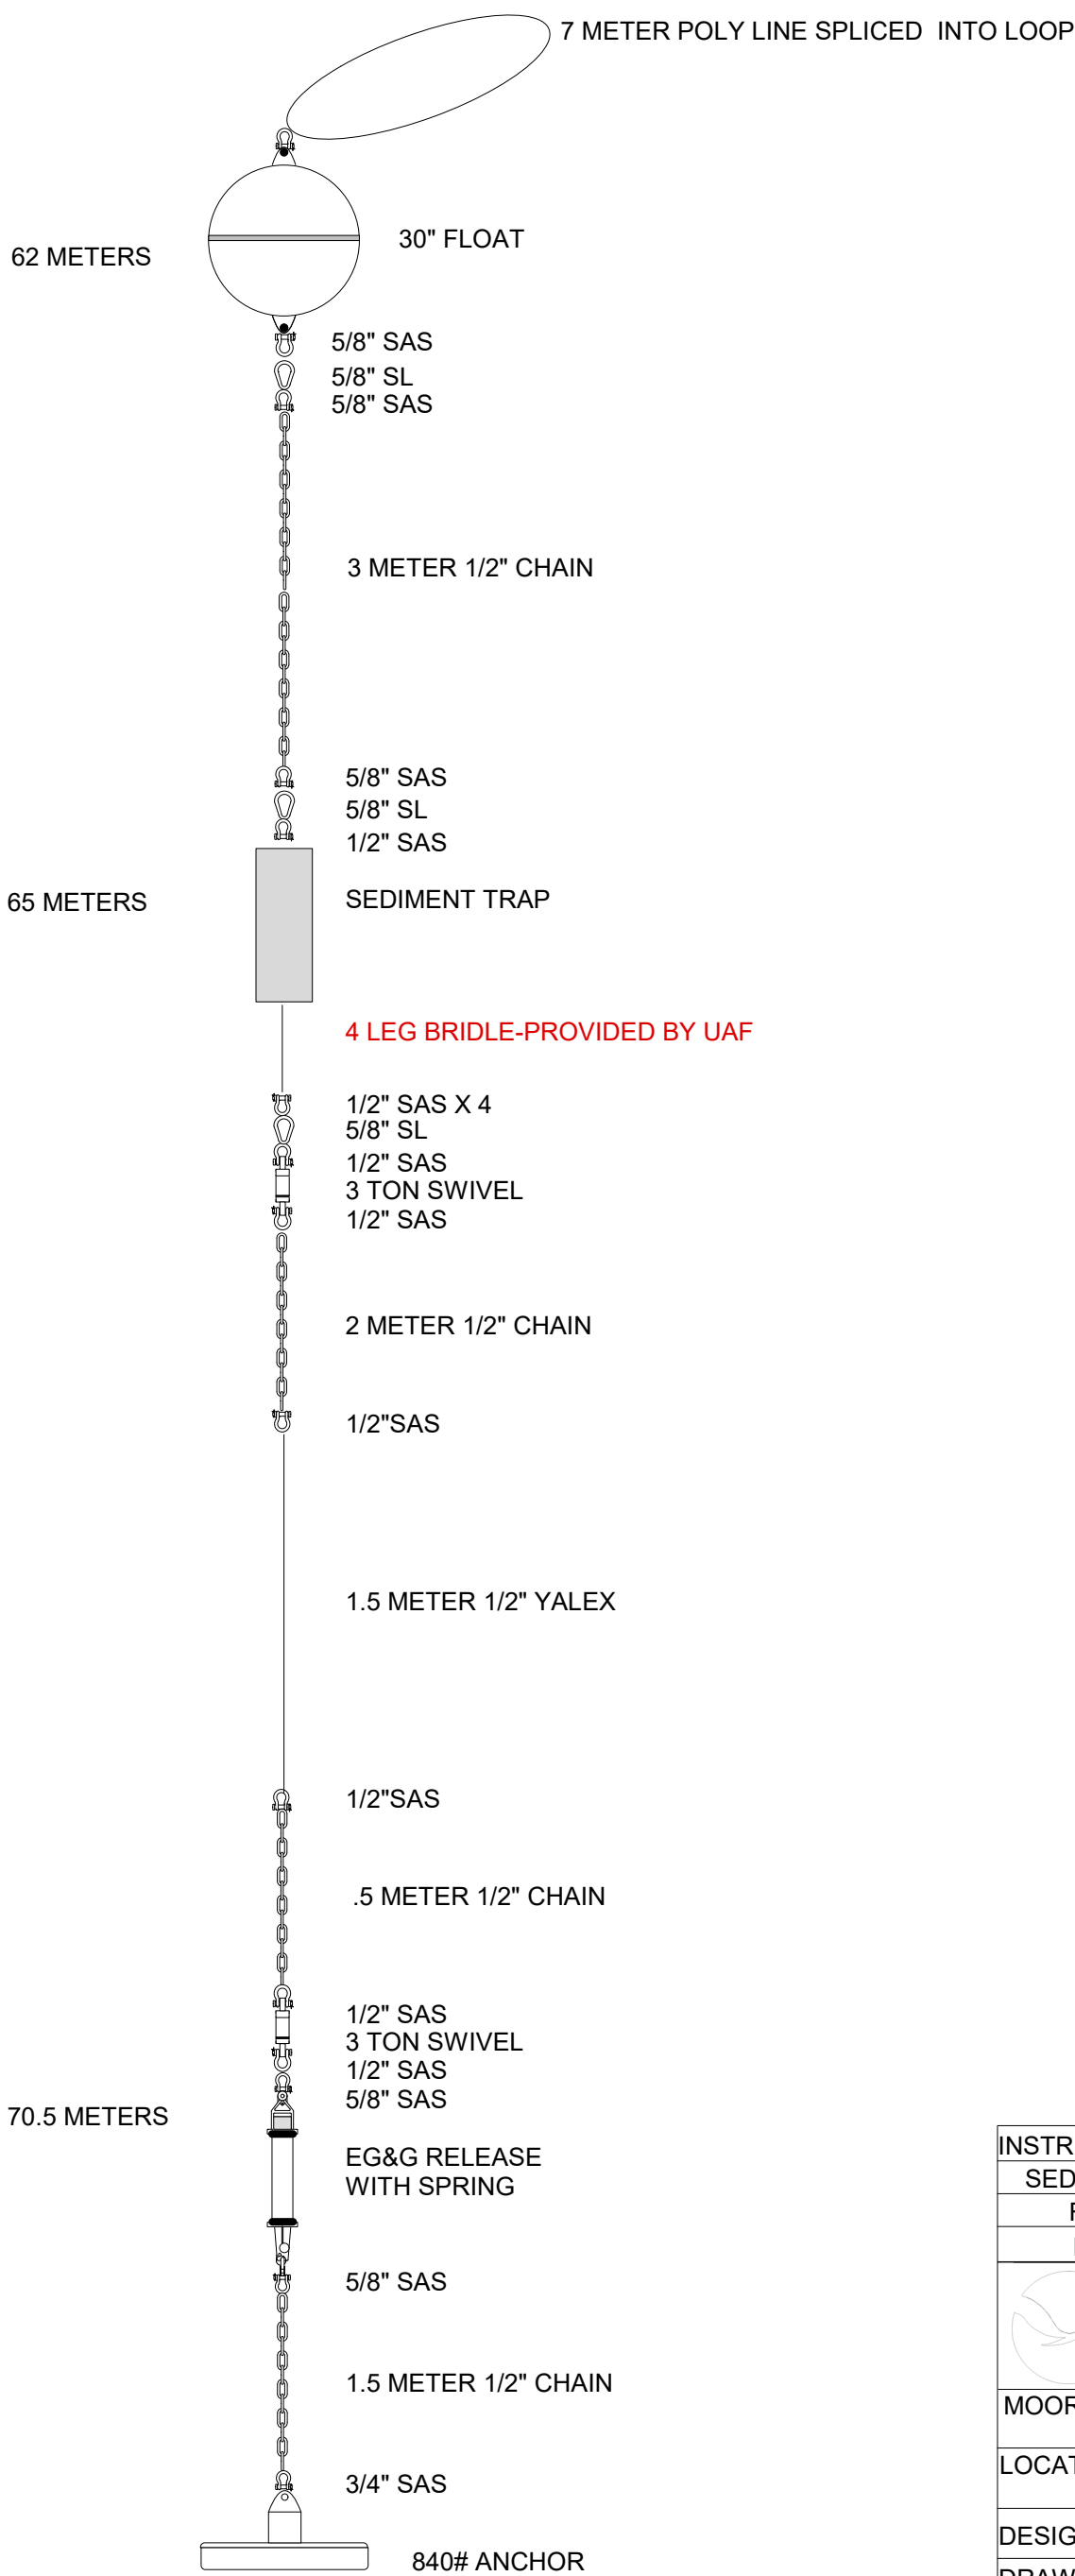 7 METER POLY LINE SPLICED INTO LOOP
62 METERS
30" FLOAT
5/8" SAS
5/8" SL
5/8" SAS
3 METER 1/2" CHAIN
5/8" SAS
5/8" SL
1/2" SAS
65 METERS
SEDIMENT TRAP
4 LEG BRIDLE-PROVIDED BY UAF
1/2" SAS X 4
5/8" SL
1/2" SAS
3 TON SWIVEL
1/2" SAS
2 METER 1/2" CHAIN
1/2"SAS
1.5 METER 1/2" YALEX
1/2"SAS
.5 METER 1/2" CHAIN
1/2" SAS
3 TON SWIVEL
1/2" SAS
5/8" SAS
70.5 METERS
EG&G RELEASE
WITH SPRING
5/8" SAS
1.5 METER 1/2" CHAIN
3/4" SAS
840# ANCHOR
INSTR
SED
MOOR
LOCAT
DESIG